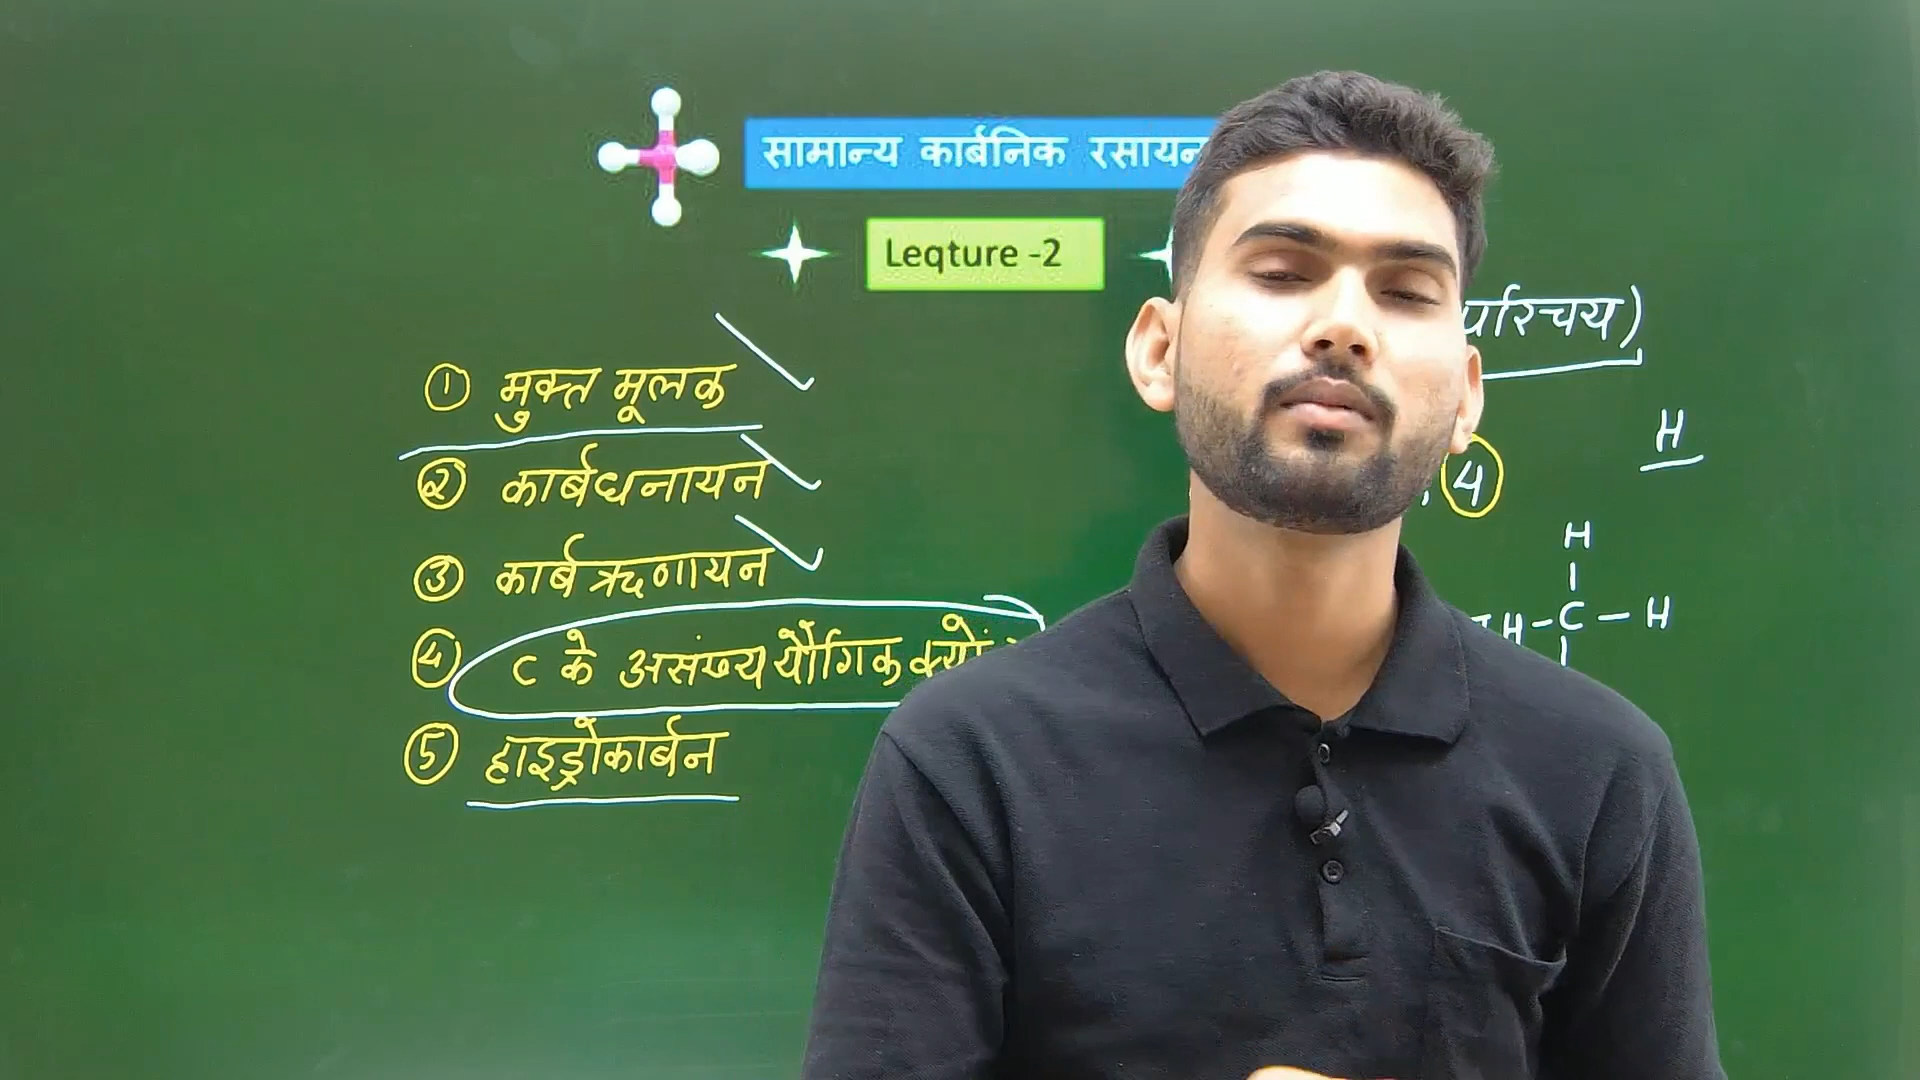 सामान्य कार्बनिक रसायन
Leqture -2
परिचय)
① मुक्त मूलक
② कार्बधनायन
③ कार्बऋणायन
④ C के असंख्य यौगिक क्यों
⑤ हाइड्रोकार्बन
H
④
H
H-C-H